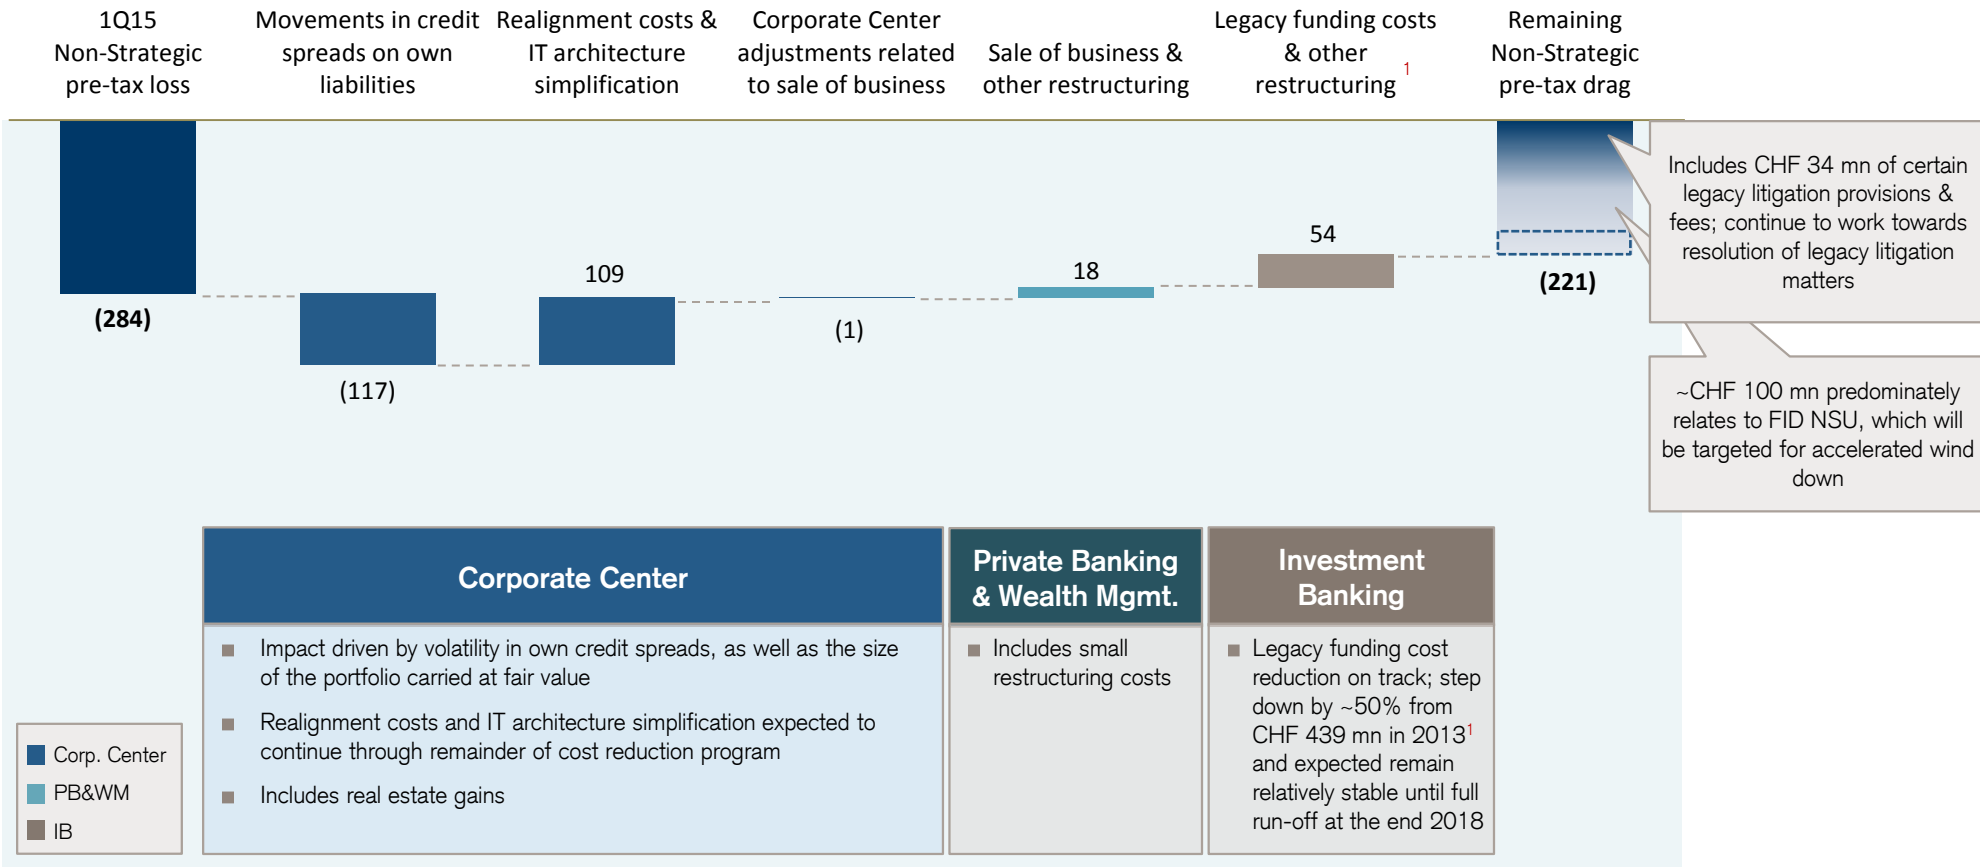 1Q15
Non-Strategic
pre-tax loss
Movements in credit
spreads on own
liabilities
Realignment costs &
IT architecture
simplification
Corporate Center
adjustments related
to sale of business
Sale of business &
other restructuring
Legacy funding costs
& other
restructuring 1
Remaining
Non-Strategic
pre-tax drag
(284)
(117)
109
(1)
18
54
(221)
Includes CHF 34 mn of certain
legacy litigation provisions &
fees; continue to work towards
resolution of legacy litigation
matters
~CHF 100 mn predominately
relates to FID NSU, which will
be targeted for accelerated wind
down
Corporate Center
Impact driven by volatility in own credit spreads, as well as the size
of the portfolio carried at fair value
Realignment costs and IT architecture simplification expected to
continue through remainder of cost reduction program
Includes real estate gains
Private Banking
& Wealth Mgmt.
Includes small
restructuring costs
Investment
Banking
Legacy funding cost
reduction on track; step
down by ~50% from
CHF 439 mn in 2013¹
and expected remain
relatively stable until full
run-off at the end 2018
Corp. Center
PB&WM
IB